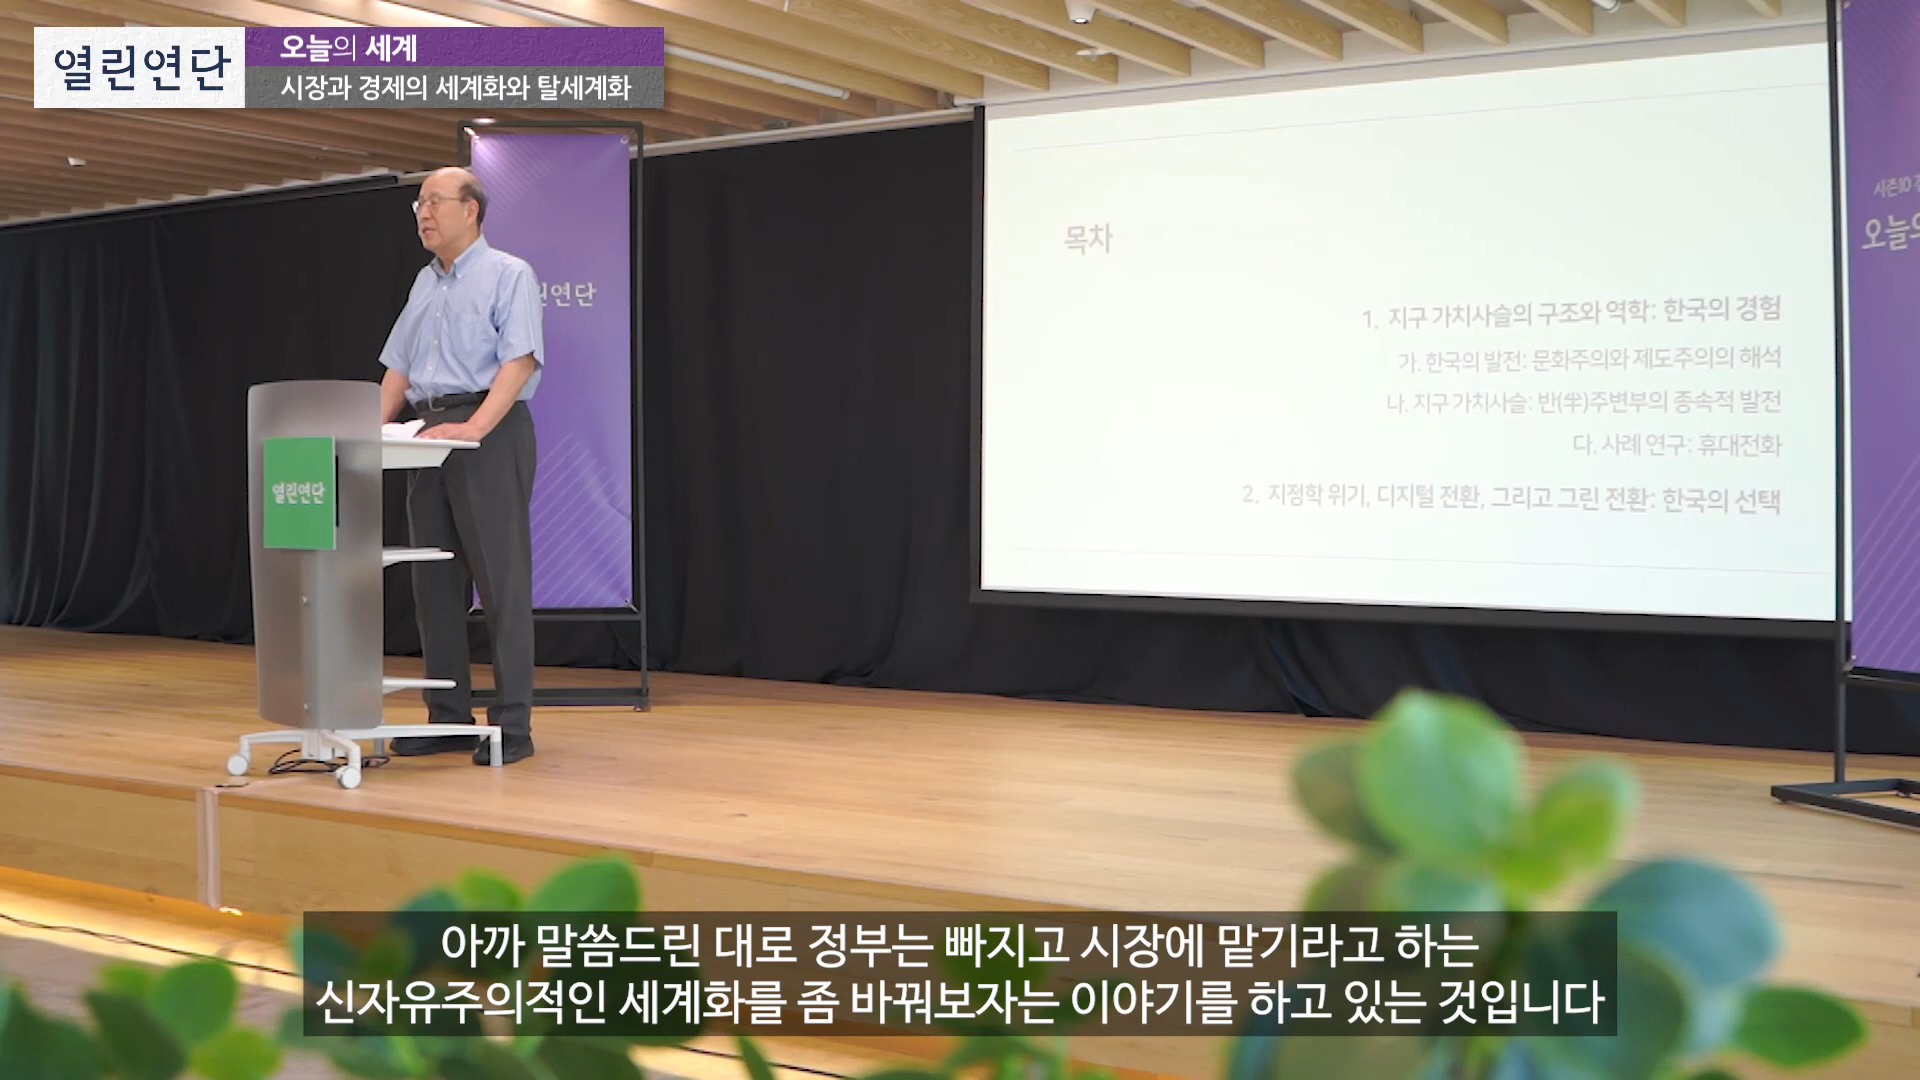 열린연단
오늘의 세계
시장과 경제의 세계화와 탈세계화
린연단
열린연단
목차
1. 지구 가치사슬의 구조와 역학: 한국의 경험
가. 한국의 발전: 문화주의와 제도주의의 해석
나. 지구 가치사슬: 반(半)주변부의 종속적 발전
다. 사례 연구: 휴대전화
2. 지정학 위기, 디지털 전환, 그리고 그린 전환: 한국의 선택
시즌10
오늘의
아까 말씀드린 대로 정부는 빠지고 시장에 맡기라고 하는
신자유주의적인 세계화를 좀 바꿔보자는 이야기를 하고 있는 것입니다